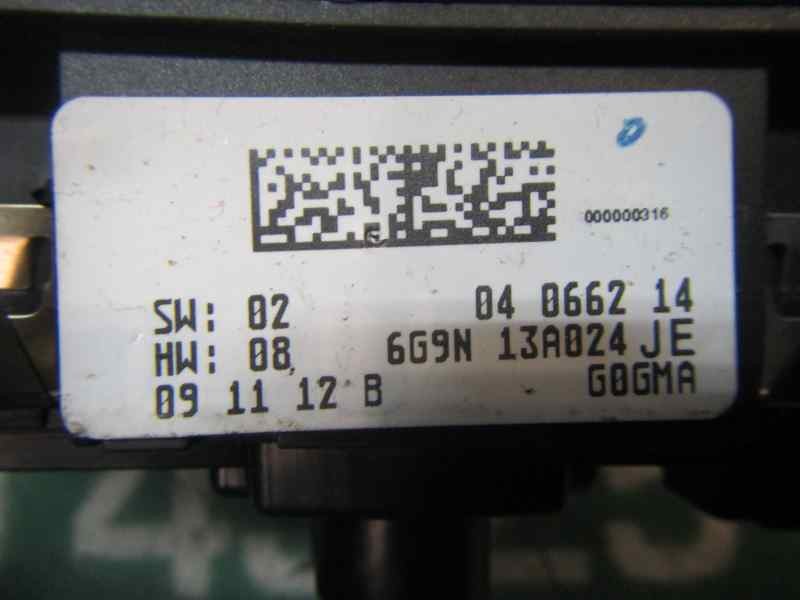 000000316
SW: 02 04 0662 14
HW: 08 6G9N 13A024 JE
09 11 12 B G0GMA